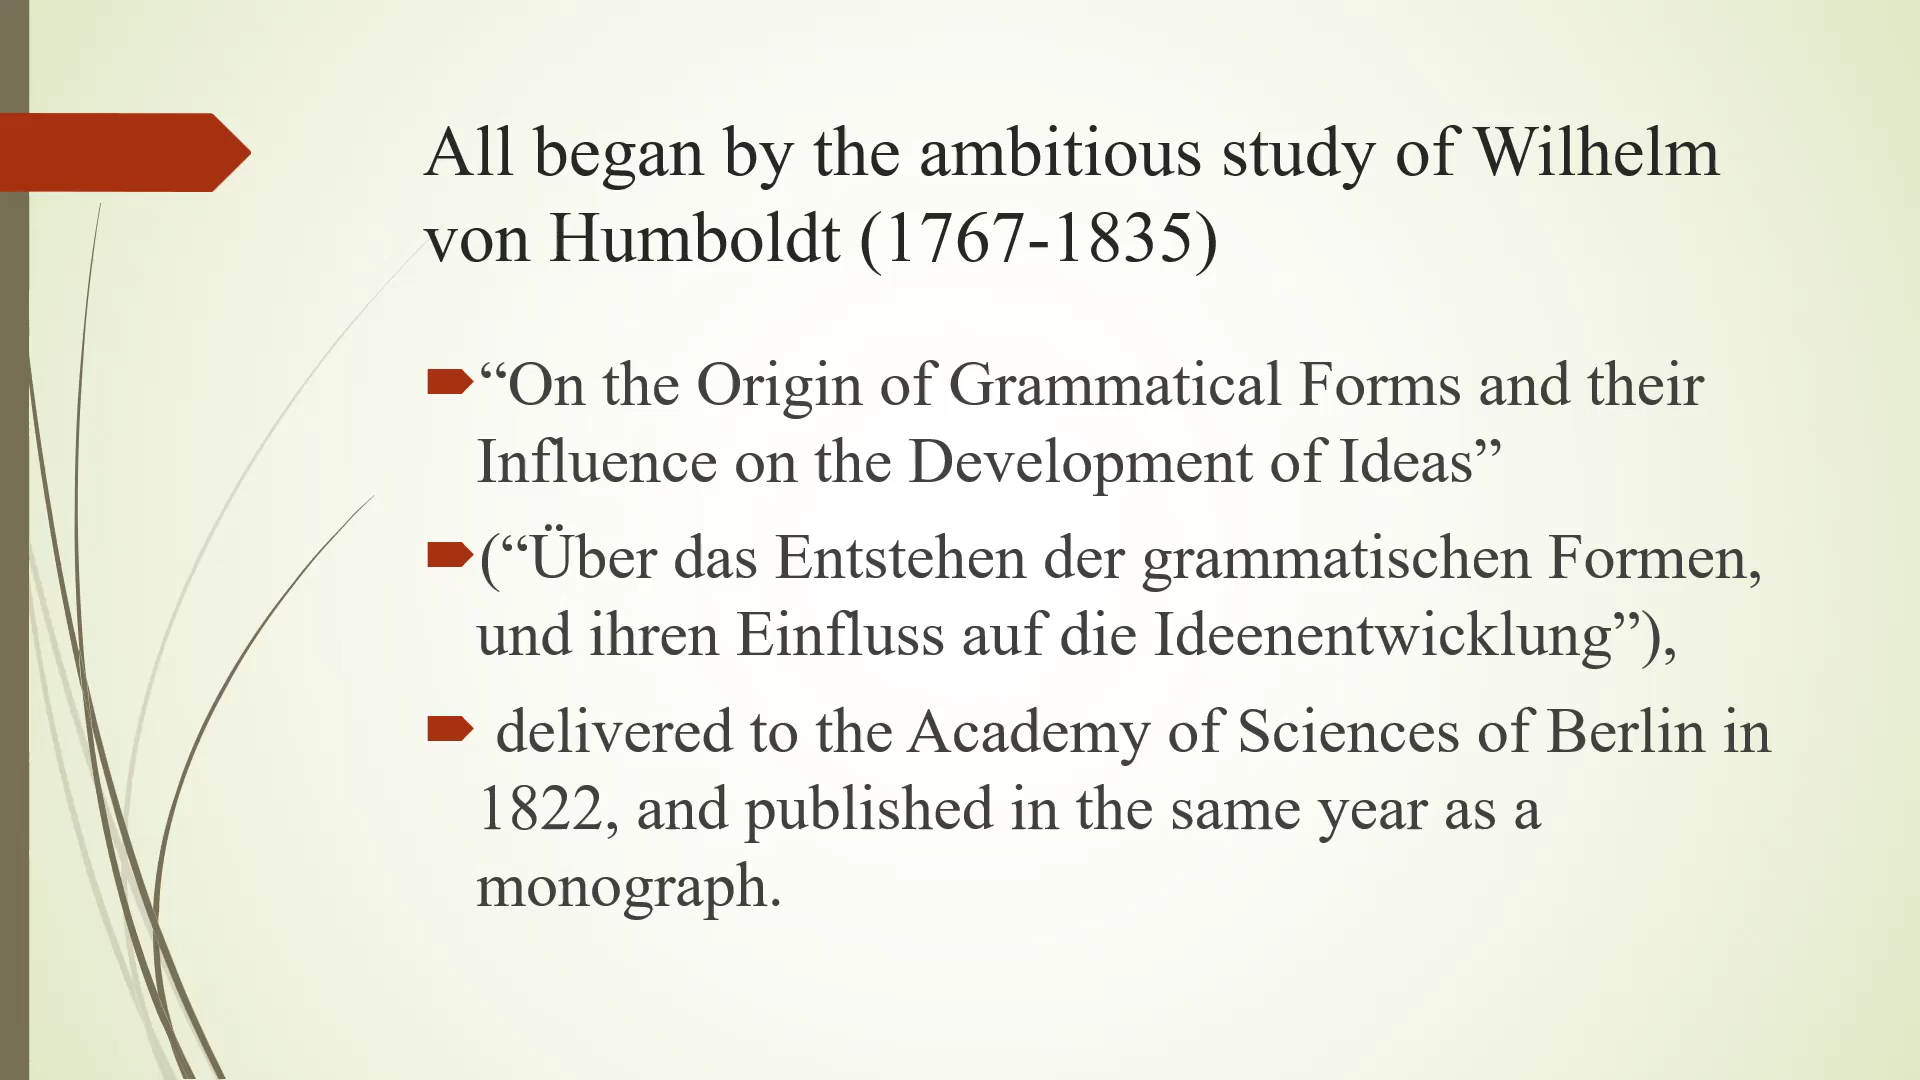 All began by the ambitious study of Wilhelm
von Humboldt (1767-1835)
“On the Origin of Grammatical Forms and their
Influence on the Development of Ideas”
(“Über das Entstehen der grammatischen Formen,
und ihren Einfluss auf die Ideenentwicklung”),
delivered to the Academy of Sciences of Berlin in
1822, and published in the same year as a
monograph.